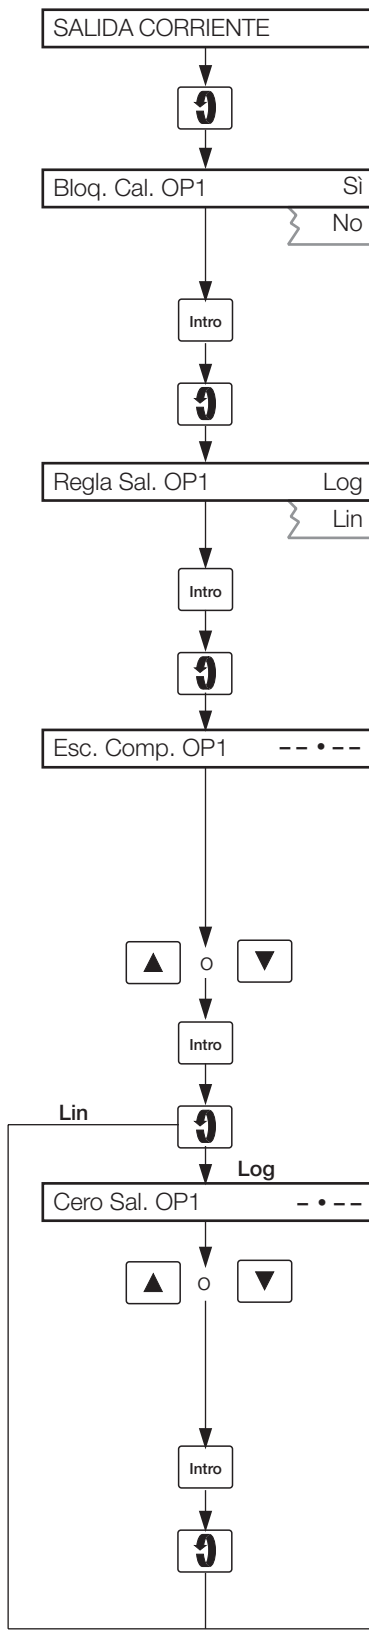 SALIDA CORRIENTE
Bloq. Cal. OP1 Sì
No
Intro
Regla Sal. OP1 Log
Lin
Intro
Esc. Comp. OP1 --•--
o
Intro
Lin
Log
Cero Sal. OP1 -•--
o
Intro